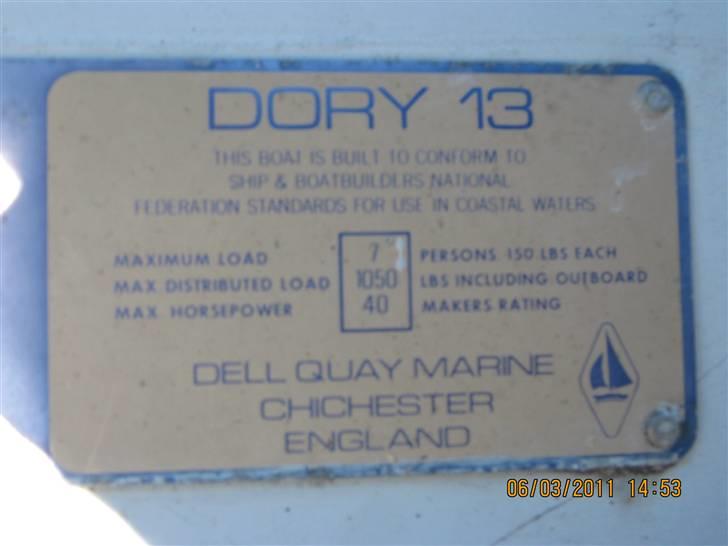 DORY 13
THIS BOAT IS BUILT TO CONFORM TO
SHIP & BOATBUILDERS NATIONAL
FEDERATION STANDARDS FOR USE IN COASTAL WATERS
MAXIMUM LOAD 7 PERSONS 150 LBS EACH
MAX DISTRIBUTED LOAD 1050 LBS INCLUDING OUTBOARD
MAX HORSEPOWER 40 MAKERS RATING
DELL QUAY MARINE
CHICHESTER
ENGLAND
06/03/2011 14:53